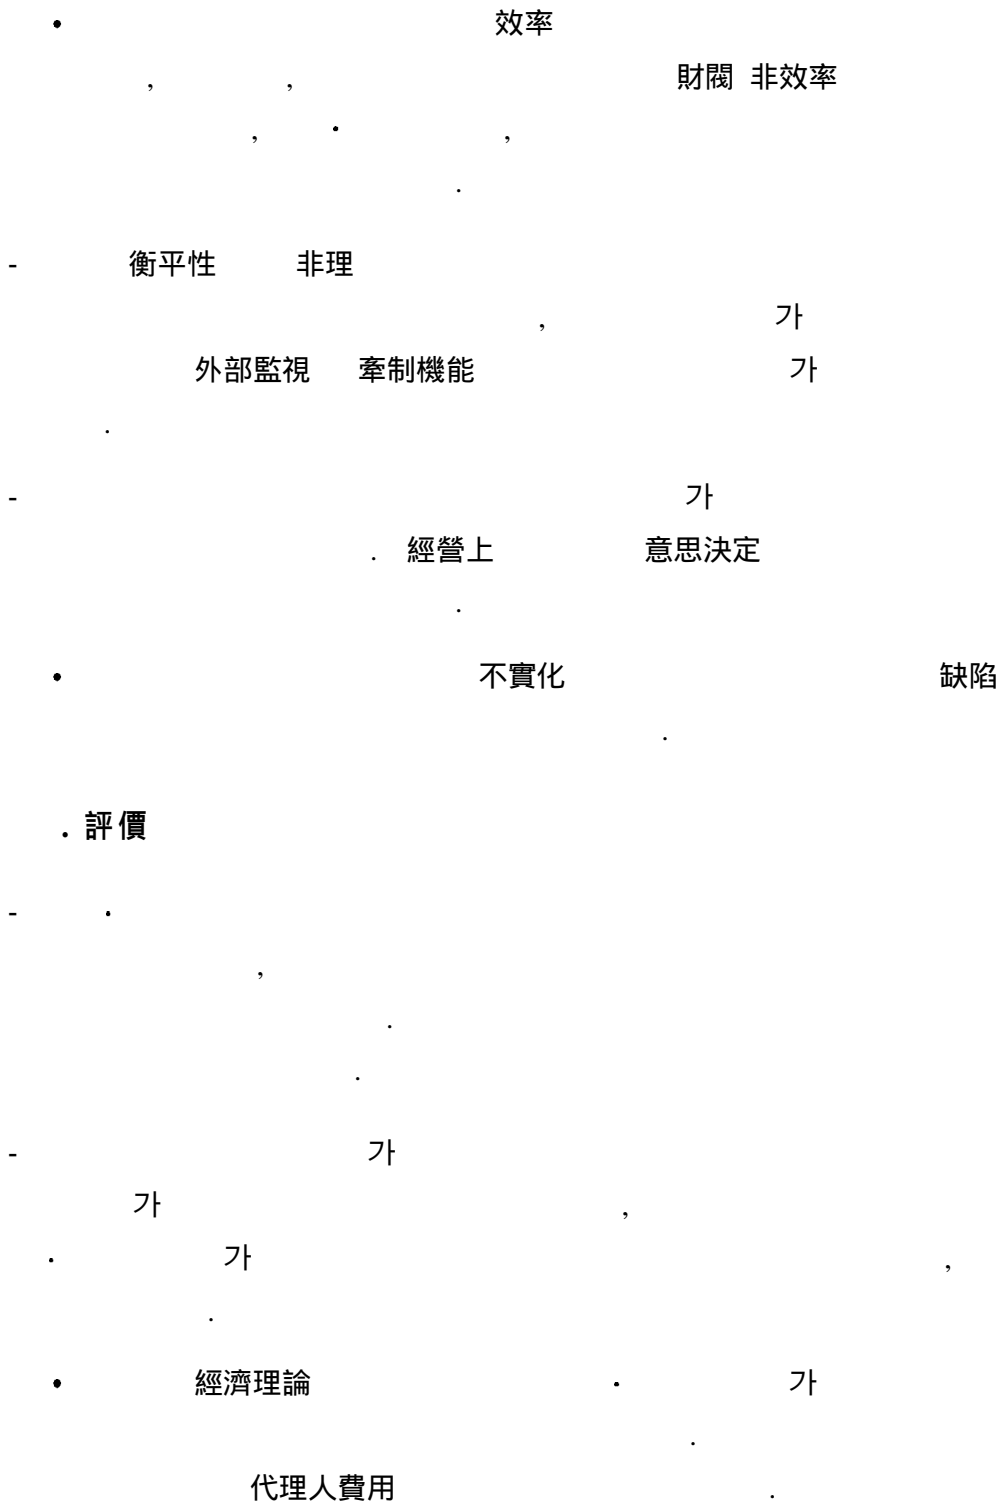 • 效率
, , 財閥 非效率
, • ,
.
- 衡平性 非理
, 가
外部監視 牽制機能 가
.
- 가
. 經營上 意思決定
.
• 不實化 缺陷
.
. 評價
- •
,
.
.
- 가
가 ,
• 가 ,
.
• 經濟理論 • 가
.
代理人費用 .